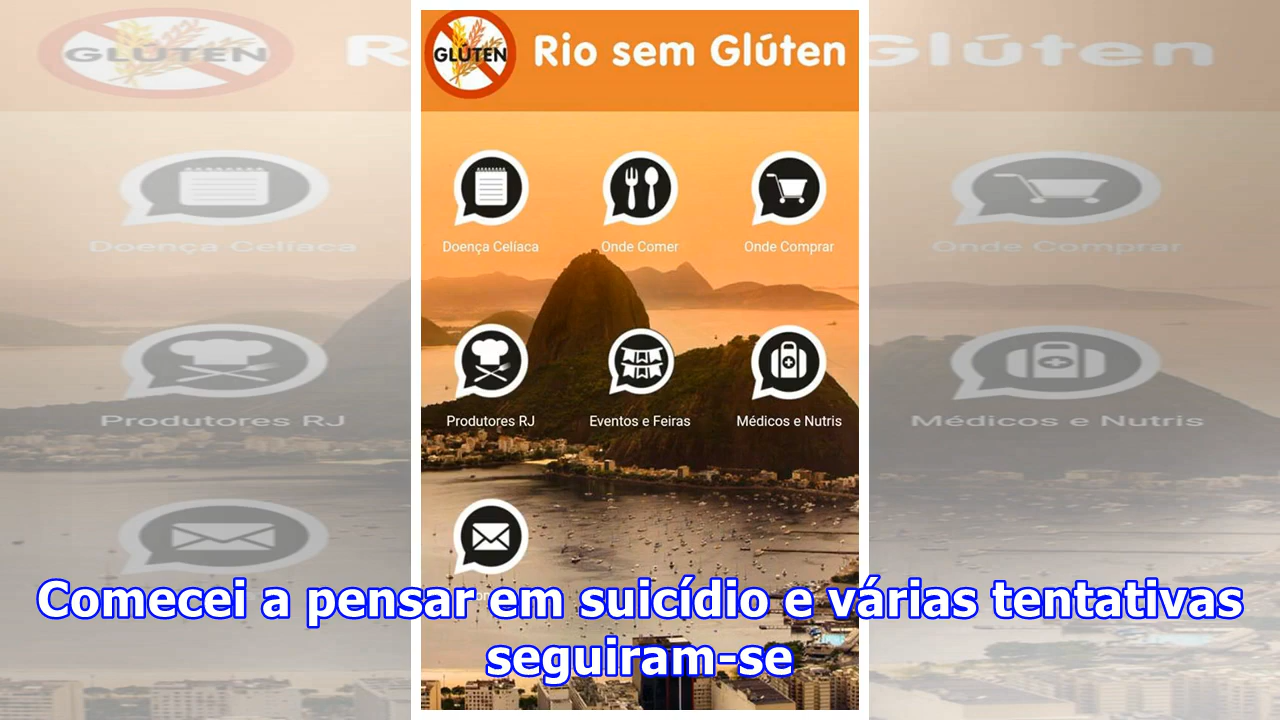 GLÚTEN
Rio sem Glúten
Doença Celíaca
Onde Comer
Onde Comprar
Produtores RJ
Eventos e Feiras
Médicos e Nutris
Comecei a pensar em suicídio e várias tentativas
seguiram-se